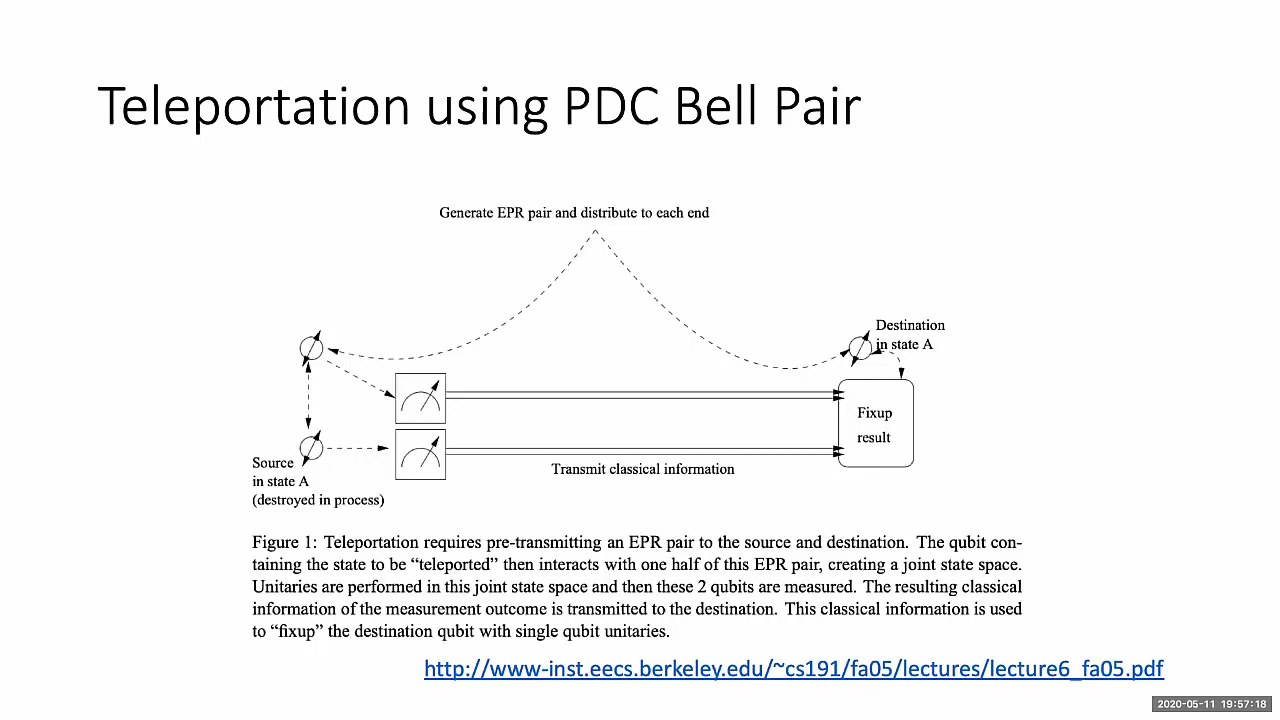 Teleportation using PDC Bell Pair
Generate EPR pair and distribute to each end
Destination
in state A
Fixup
result
Source
in state A
(destroyed in process)
Transmit classical information
Figure 1: Teleportation requires pre-transmitting an EPR pair to the source and destination. The qubit con-
taining the state to be “teleported” then interacts with one half of this EPR pair, creating a joint state space.
Unitaries are performed in this joint state space and then these 2 qubits are measured. The resulting classical
information of the measurement outcome is transmitted to the destination. This classical information is used
to “fixup” the destination qubit with single qubit unitaries.
http://www-inst.eecs.berkeley.edu/~cs191/fa05/lectures/lecture6_fa05.pdf
2020-05-11 19:57:18